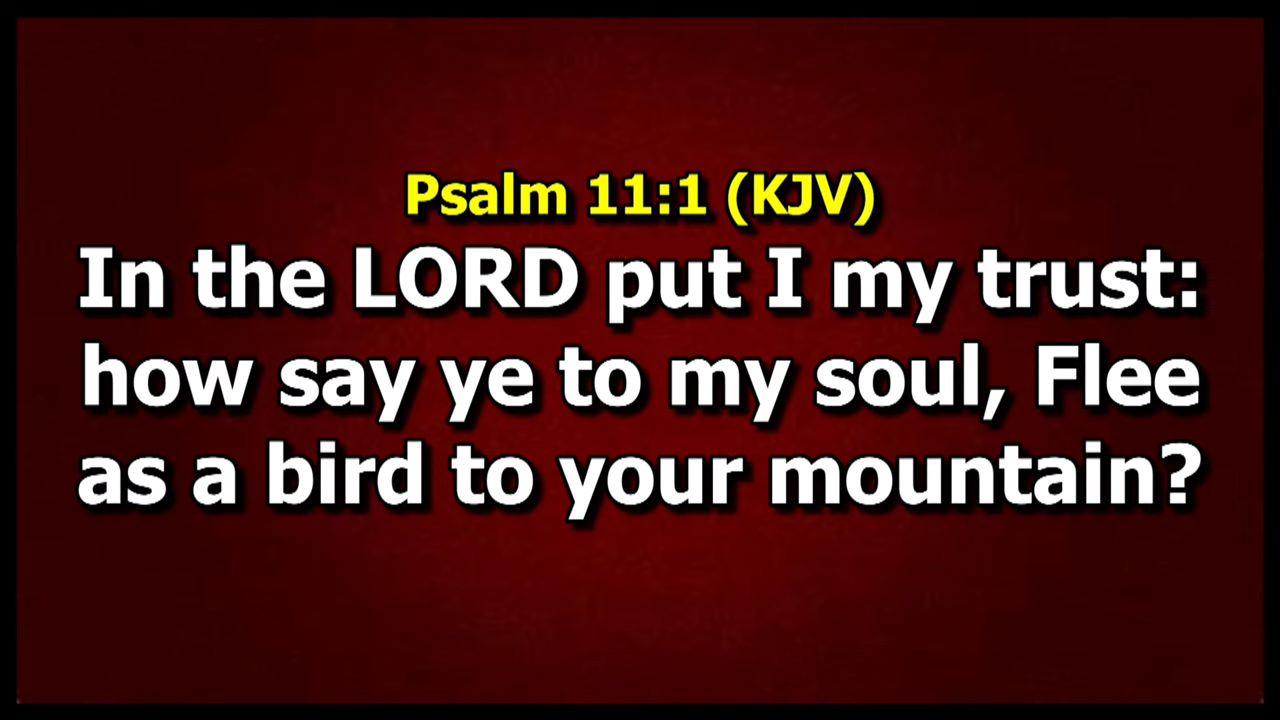 Psalm 11:1 (KJV)
In the LORD put I my trust:
how say ye to my soul, Flee
as a bird to your mountain?